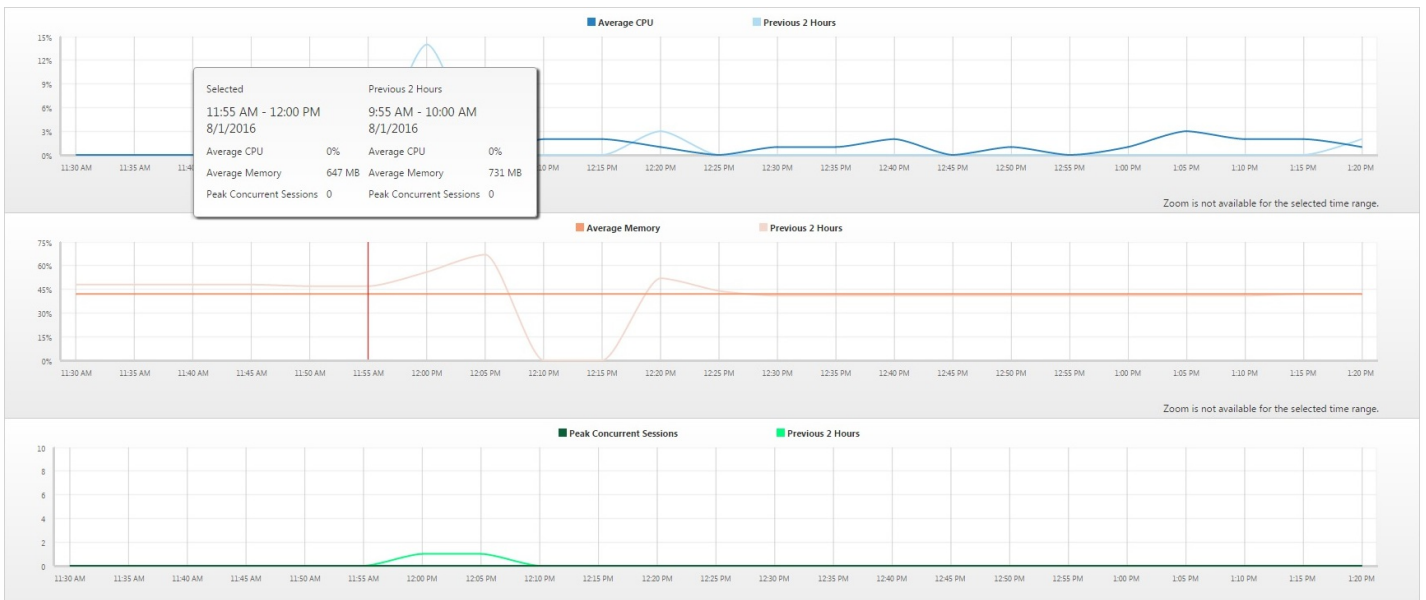 Average CPU Previous 2 Hours
15%
12%
9%
6%
3%
0%
11:30 AM 11:35 AM 11:40 12:15 PM 12:20 PM 12:25 PM 12:30 PM 12:35 PM 12:40 PM 12:45 PM 12:50 PM 12:55 PM 1:00 PM 1:05 PM 1:10 PM 1:15 PM 1:20 PM
Selected Previous 2 Hours
11:55 AM - 12:00 PM 9:55 AM - 10:00 AM
8/1/2016 8/1/2016
Average CPU 0% Average CPU 0%
Average Memory 647 MB Average Memory 731 MB
Peak Concurrent Sessions 0 Peak Concurrent Sessions 0
Zoom is not available for the selected time range.
Average Memory Previous 2 Hours
75%
60%
45%
30%
15%
0%
11:30 AM 11:35 AM 11:40 AM 11:45 AM 11:50 AM 11:55 AM 12:00 PM 12:05 PM 12:10 PM 12:15 PM 12:20 PM 12:25 PM 12:30 PM 12:35 PM 12:40 PM 12:45 PM 12:50 PM 12:55 PM 1:00 PM 1:05 PM 1:10 PM 1:15 PM 1:20 PM
Zoom is not available for the selected time range.
Peak Concurrent Sessions Previous 2 Hours
10
8
6
4
2
0
11:30 AM 11:35 AM 11:40 AM 11:45 AM 11:50 AM 11:55 AM 12:00 PM 12:05 PM 12:10 PM 12:15 PM 12:20 PM 12:25 PM 12:30 PM 12:35 PM 12:40 PM 12:45 PM 12:50 PM 12:55 PM 1:00 PM 1:05 PM 1:10 PM 1:15 PM 1:20 PM